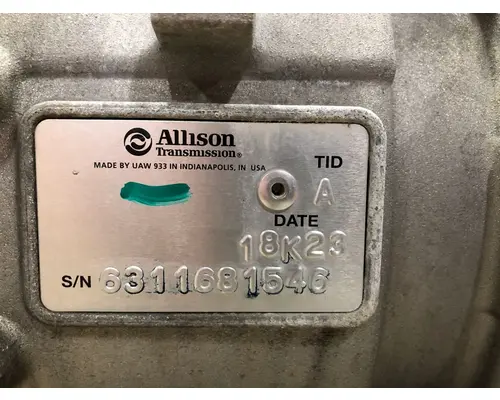 Allison
Transmission®
MADE BY UAW 933 IN INDIANAPOLIS, IN USA
TID
A
DATE
18K23
S/N 6311681546